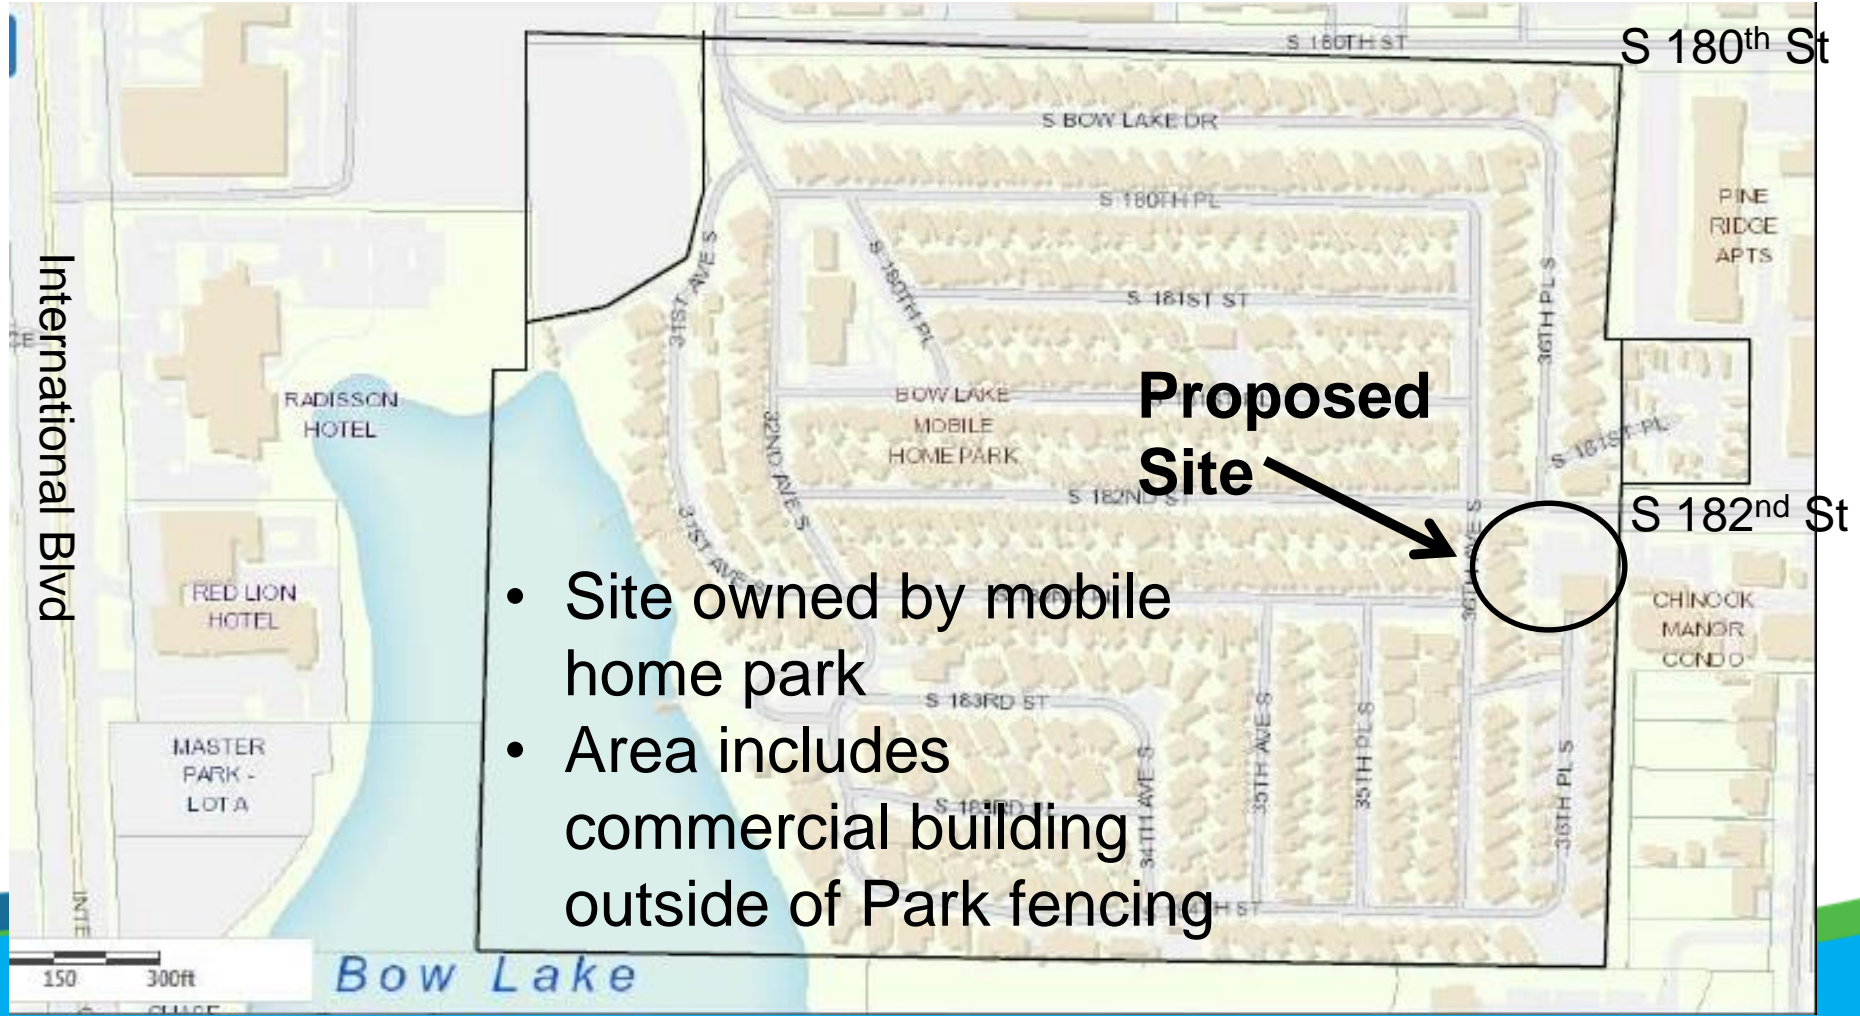 S 180TH ST
S 180th St
S BOW LAKE DR
S 180TH PL
PINE
RIDGE
APTS
International Blvd
31ST AVE S
S 180TH PL
S 181ST ST
36TH PL S
RADISSON
HOTEL
BOW LAKE
MOBILE
HOME PARK
Proposed
Site
32ND AVE S
S 181ST PL
S 182ND ST
S 182nd St
36TH AVE S
31ST AVE S
RED LION
HOTEL
CHINOOK
MANOR
CONDO
• Site owned by mobile
home park
S 183RD ST
35TH AVE S
35TH PL S
MASTER
PARK -
LOT A
• Area includes
commercial building
outside of Park fencing
34TH AVE S
36TH PL S
INTE
150 300ft
Bow Lake